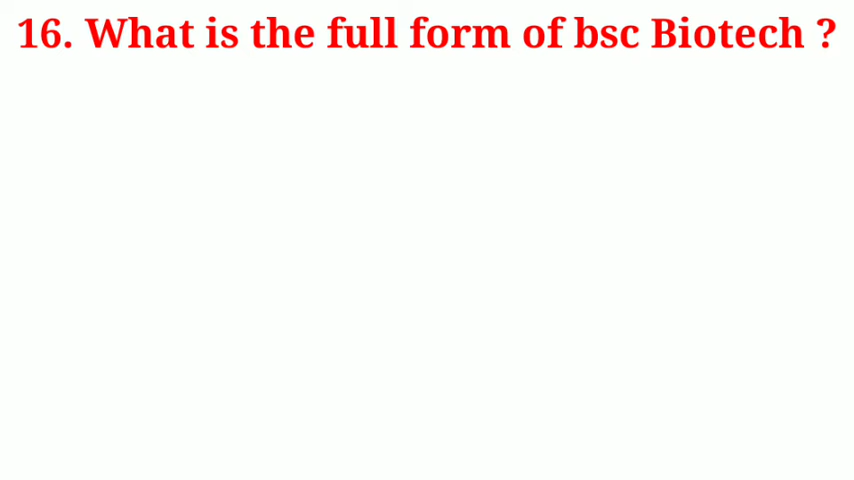 16. What is the full form of bsc Biotech ?